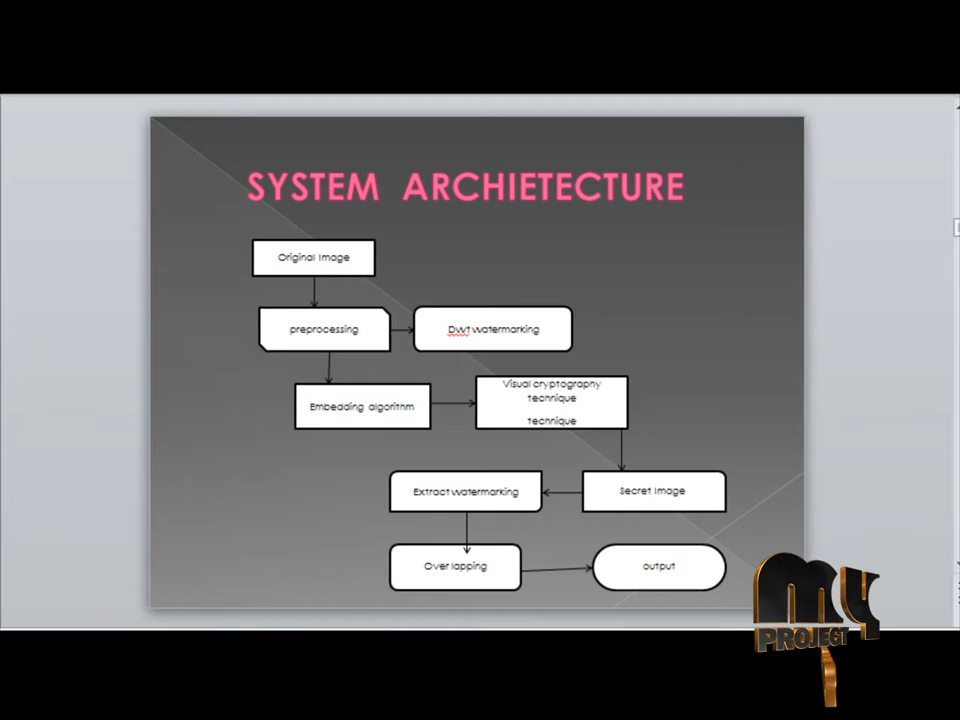 SYSTEM ARCHIETECTURE
Original Image
preprocessing
Dwt watermarking
Embedding algorithm
Visual cryptography
technique
technique
Extract watermarking
Secret Image
Over lapping
output
my
PROJECT